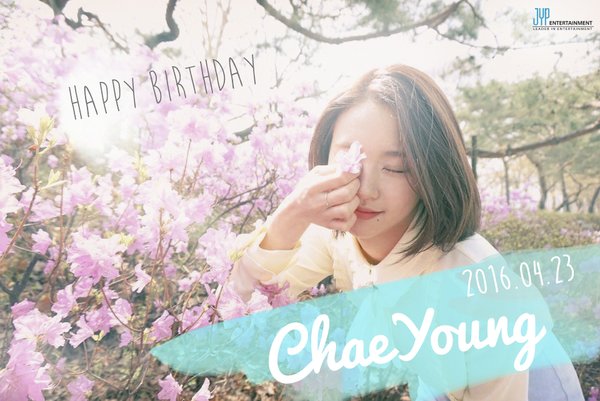 JYP ENTERTAINMENT
LEADER IN ENTERTAINMENT
HAPPY BIRTHDAY
2016.04.23
ChaeYoung